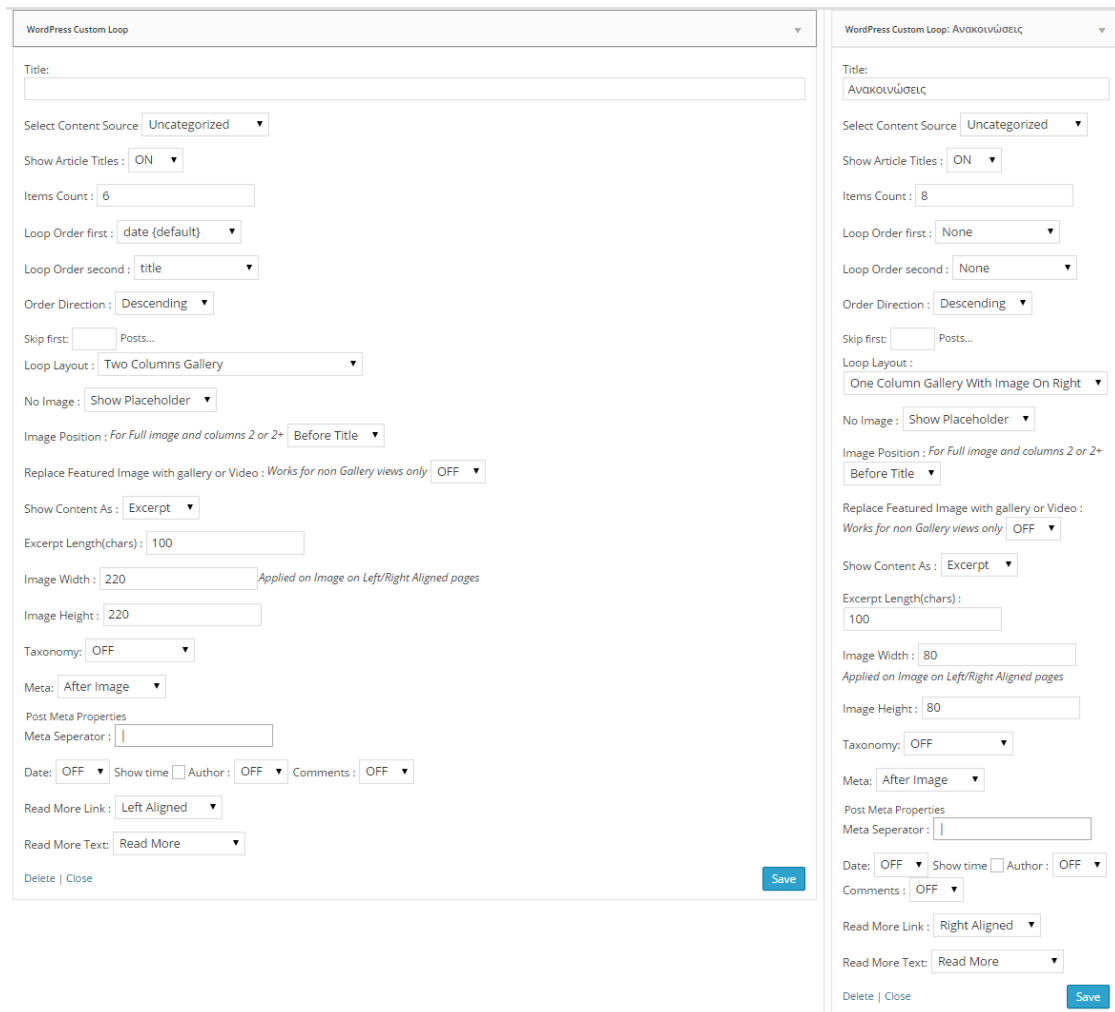 WordPress Custom Loop
Title:
Select Content Source Uncategorized
Show Article Titles : ON
Items Count : 6
Loop Order first : date {default}
Loop Order second : title
Order Direction : Descending
Skip first: Posts...
Loop Layout : Two Columns Gallery
No Image : Show Placeholder
Image Position : For Full image and columns 2 or 2+ Before Title
Replace Featured Image with gallery or Video : Works for non Gallery views only OFF
Show Content As : Excerpt
Excerpt Length(chars) : 100
Image Width : 220 Applied on Image on Left/Right Aligned pages
Image Height : 220
Taxonomy: OFF
Meta: After Image
Post Meta Properties
Meta Seperator : |
Date: OFF Show time Author : OFF Comments : OFF
Read More Link : Left Aligned
Read More Text: Read More
Delete | Close Save
WordPress Custom Loop: Ανακοινώσεις
Title:
Ανακοινώσεις
Select Content Source Uncategorized
Show Article Titles : ON
Items Count : 8
Loop Order first : None
Loop Order second : None
Order Direction : Descending
Skip first: Posts...
Loop Layout :
One Column Gallery With Image On Right
No Image : Show Placeholder
Image Position : For Full image and columns 2 or 2+
Before Title
Replace Featured Image with gallery or Video :
Works for non Gallery views only OFF
Show Content As : Excerpt
Excerpt Length(chars) :
100
Image Width : 80
Applied on Image on Left/Right Aligned pages
Image Height : 80
Taxonomy: OFF
Meta: After Image
Post Meta Properties
Meta Seperator : |
Date: OFF Show time Author : OFF
Comments : OFF
Read More Link : Right Aligned
Read More Text: Read More
Delete | Close Save